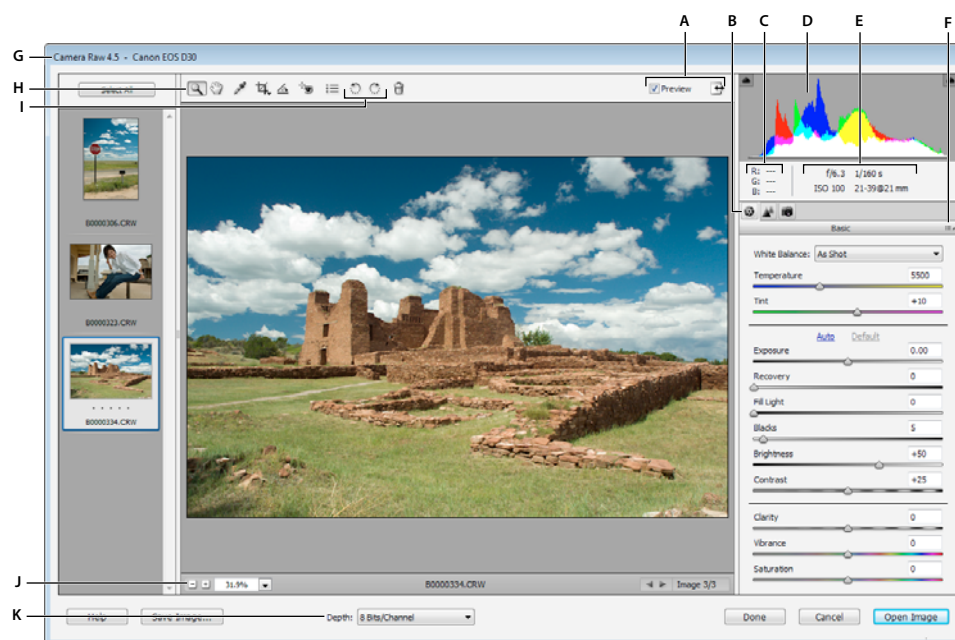 A
B
C
D
E
F
G
Camera Raw 4.5 - Canon EOS D30
H
Select All
Preview
I
R: ---
G: ---
B: ---
f/6.3 1/160 s
ISO 100 21-39@21 mm
Basic
B0000306.CRW
B0000323.CRW
B0000334.CRW
White Balance: As Shot
Temperature 5500
Tint +10
Auto Default
Exposure 0.00
Recovery 0
Fill Light 0
Blacks 5
Brightness +50
Contrast +25
Clarity 0
Vibrance 0
Saturation 0
J
31.9%
B0000334.CRW
Image 3/3
K
Help
Save Image...
Depth: 8 Bits/Channel
Done
Cancel
Open Image